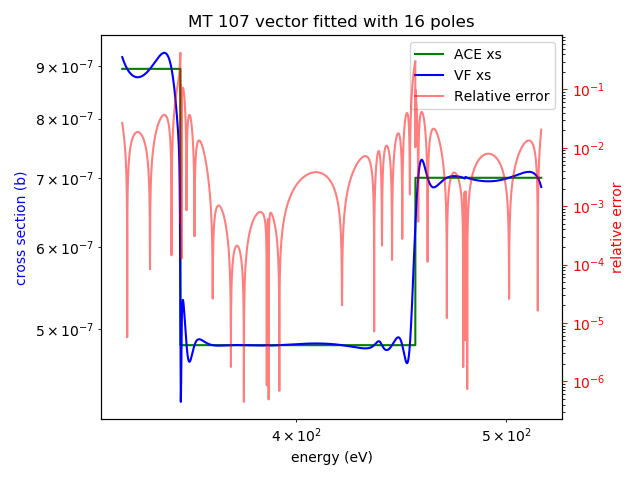 MT 107 vector fitted with 16 poles
ACE xs
VF xs
Relative error
cross section (b)
9 × 10⁻⁷
8 × 10⁻⁷
7 × 10⁻⁷
6 × 10⁻⁷
5 × 10⁻⁷
10⁻¹
10⁻²
10⁻³
10⁻⁴
10⁻⁵
10⁻⁶
relative error
4 × 10² 5 × 10²
energy (eV)